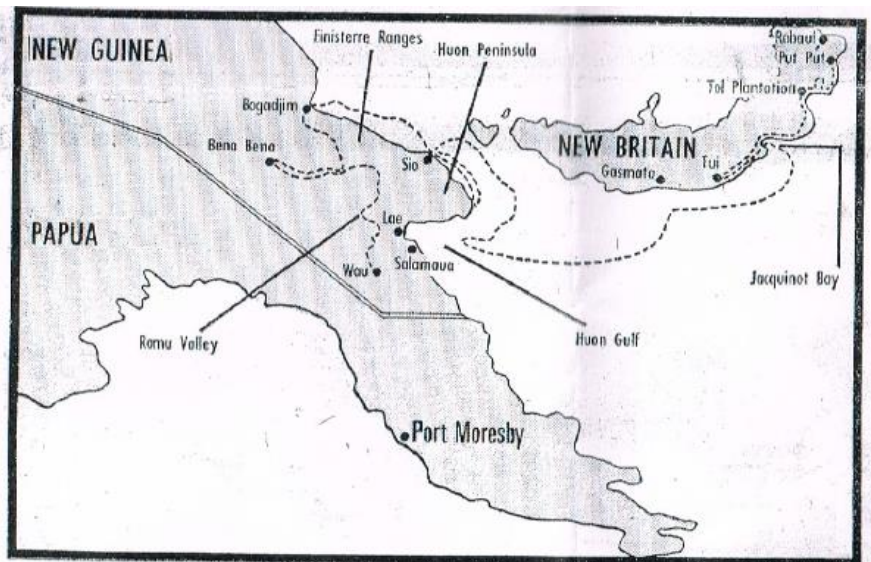 NEW GUINEA
Finisterre Ranges
Huon Peninsula
Rabaul
Put Put
Tol Plantation
Bogadjim
Bena Bena
Sio
NEW BRITAIN
Gasmata
Tui
PAPUA
Lae
Salamaua
Wau
Jacquinot Bay
Ramu Valley
Huon Gulf
Port Moresby